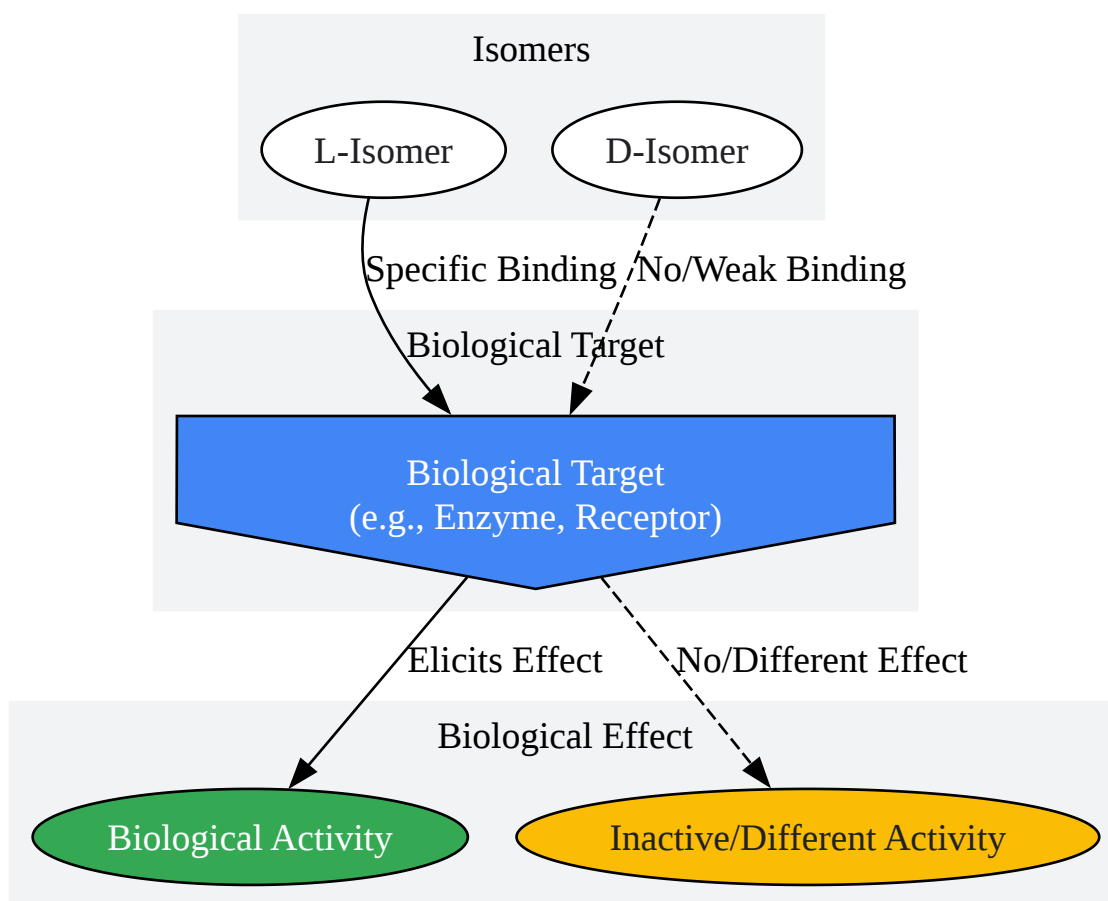 Isomers
L-Isomer
D-Isomer
Specific Binding
No/Weak Binding
Biological Target
Biological Target
(e.g., Enzyme, Receptor)
Elicits Effect
No/Different Effect
Biological Effect
Biological Activity
Inactive/Different Activity